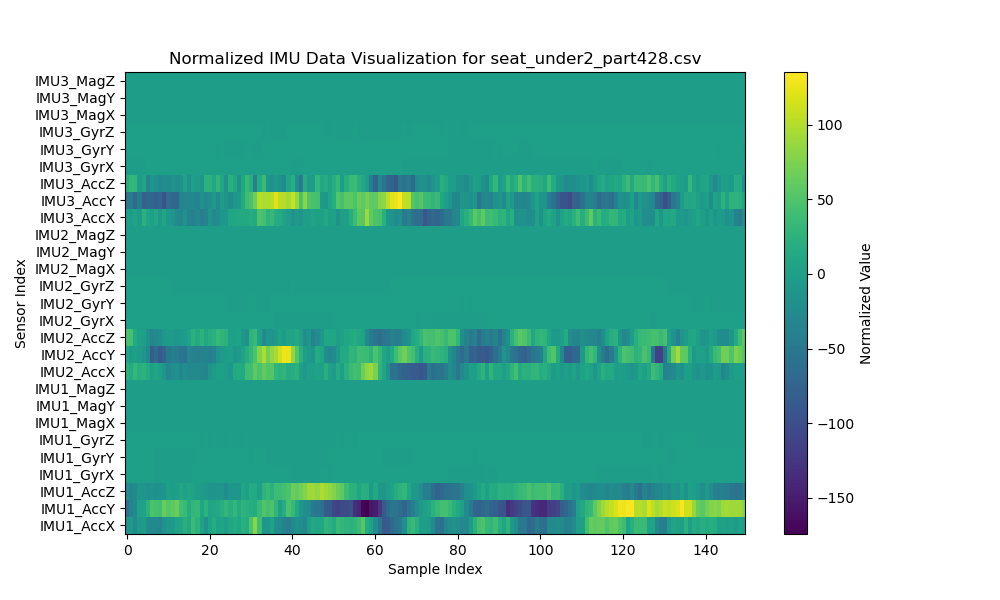 Normalized IMU Data Visualization for seat_under2_part428.csv
IMU3_MagZ
IMU3_MagY
IMU3_MagX
IMU3_GyrZ
IMU3_GyrY
IMU3_GyrX
IMU3_AccZ
IMU3_AccY
IMU3_AccX
IMU2_MagZ
IMU2_MagY
IMU2_MagX
IMU2_GyrZ
IMU2_GyrY
IMU2_GyrX
IMU2_AccZ
IMU2_AccY
IMU2_AccX
IMU1_MagZ
IMU1_MagY
IMU1_MagX
IMU1_GyrZ
IMU1_GyrY
IMU1_GyrX
IMU1_AccZ
IMU1_AccY
IMU1_AccX
Sensor Index
0 20 40 60 80 100 120 140
Sample Index
100
50
0
−50
−100
−150
Normalized Value